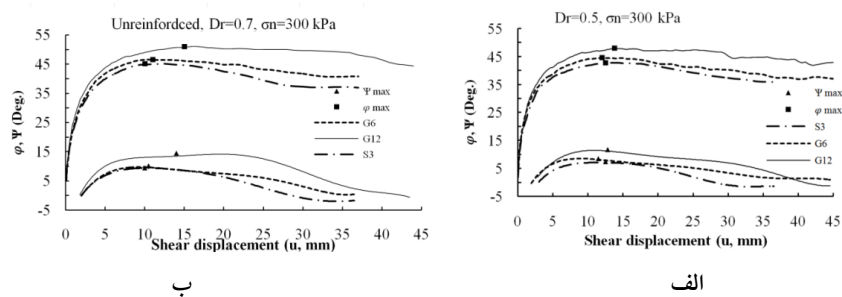 Unreinfordced, Dr=0.7, σn=300 kPa
φ, Ψ (Deg.)
55
45
35
25
15
5
-5
Ψ max
φ max
G6
G12
S3
0 5 10 15 20 25 30 35 40 45
Shear displacement (u, mm)
ب
Dr=0.5, σn=300 kPa
φ, Ψ (Deg.)
55
45
35
25
15
5
-5
Ψ max
φ max
S3
G6
G12
0 5 10 15 20 25 30 35 40 45
Shear displacement (u, mm)
الف